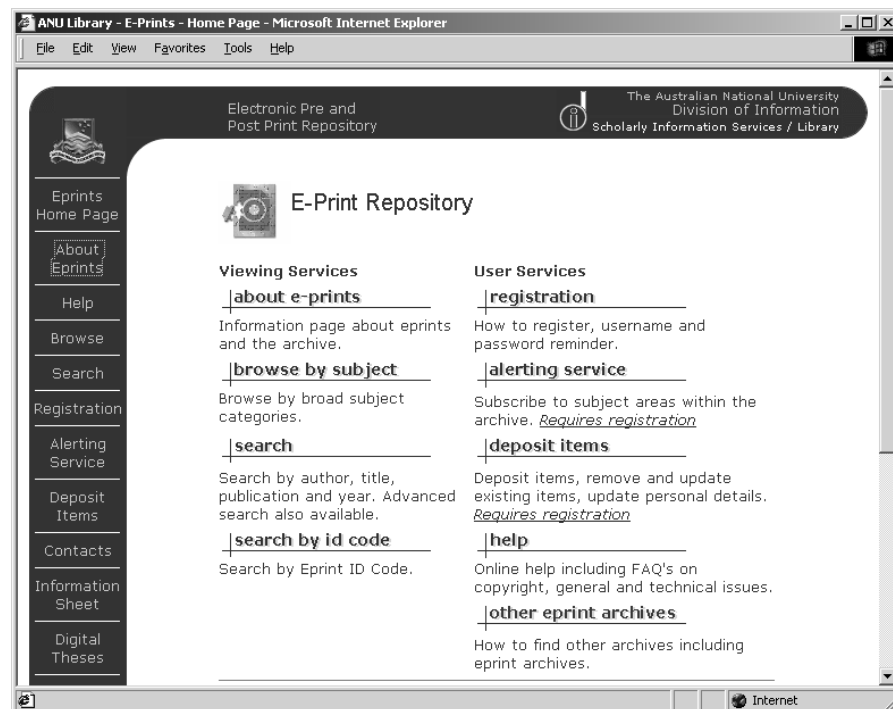 ANU Library - E-Prints - Home Page - Microsoft Internet Explorer
File Edit View Favorites Tools Help
Electronic Pre and
Post Print Repository
The Australian National University
Division of Information
Scholarly Information Services / Library
Eprints
Home Page
About
Eprints
Help
Browse
Search
Registration
Alerting
Service
Deposit
Items
Contacts
Information
Sheet
Digital
Theses
E-Print Repository
Viewing Services
about e-prints
Information page about eprints
and the archive.
browse by subject
Browse by broad subject
categories.
search
Search by author, title,
publication and year. Advanced
search also available.
search by id code
Search by Eprint ID Code.
User Services
registration
How to register, username and
password reminder.
alerting service
Subscribe to subject areas within the
archive. Requires registration
deposit items
Deposit items, remove and update
existing items, update personal details.
Requires registration
help
Online help including FAQ's on
copyright, general and technical issues.
other eprint archives
How to find other archives including
eprint archives.
Internet